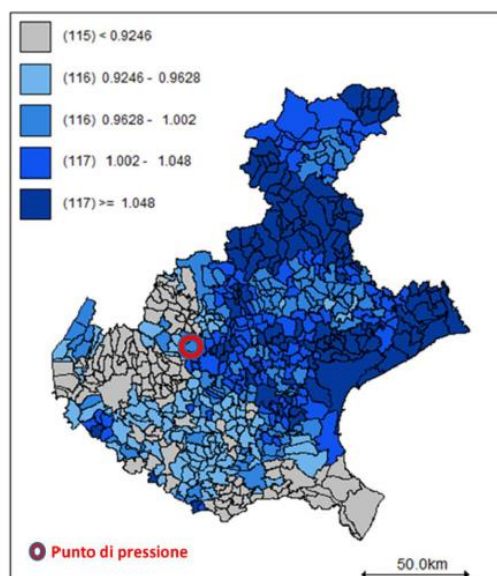 (115) < 0.9246
(116) 0.9246 - 0.9628
(116) 0.9628 - 1.002
(117) 1.002 - 1.048
(117) >= 1.048
Punto di pressione
50.0km